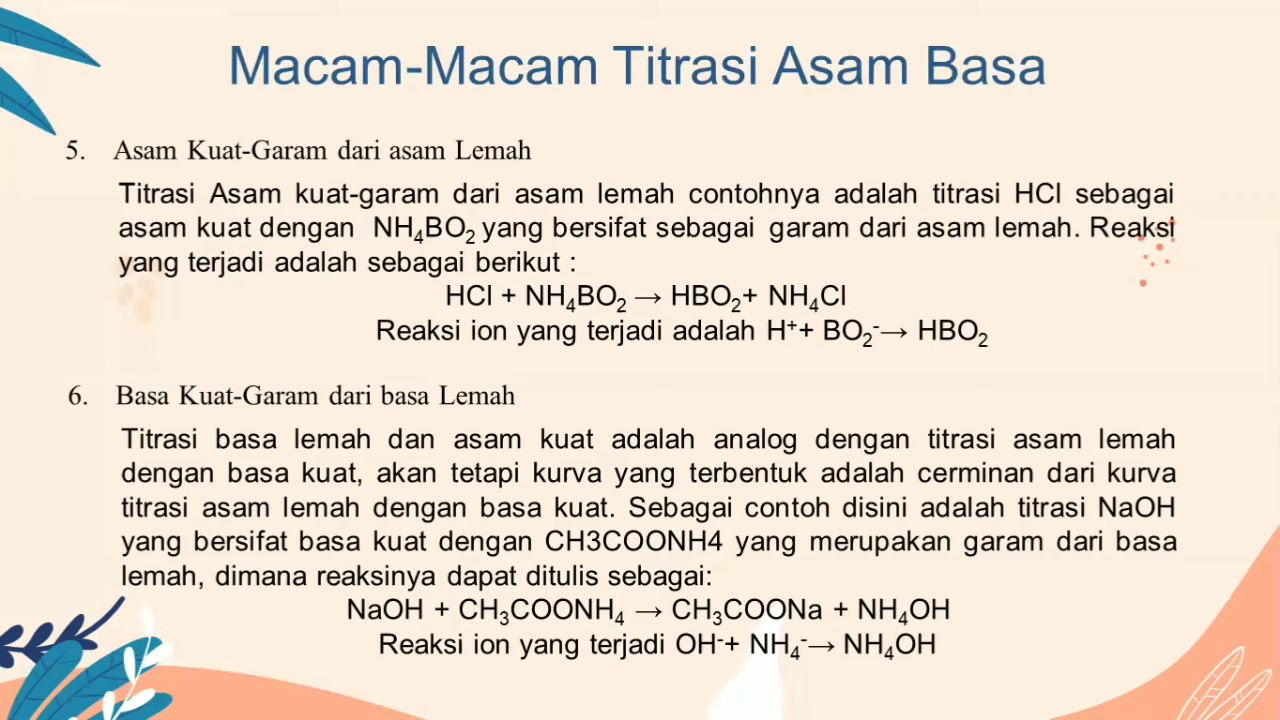 Macam-Macam Titrasi Asam Basa
5. Asam Kuat-Garam dari asam Lemah
Titrasi Asam kuat-garam dari asam lemah contohnya adalah titrasi HCl sebagai
asam kuat dengan NH₄BO₂ yang bersifat sebagai garam dari asam lemah. Reaksi
yang terjadi adalah sebagai berikut :
HCl + NH₄BO₂ → HBO₂+ NH₄Cl
Reaksi ion yang terjadi adalah H⁺+ BO₂⁻→ HBO₂
6. Basa Kuat-Garam dari basa Lemah
Titrasi basa lemah dan asam kuat adalah analog dengan titrasi asam lemah
dengan basa kuat, akan tetapi kurva yang terbentuk adalah cerminan dari kurva
titrasi asam lemah dengan basa kuat. Sebagai contoh disini adalah titrasi NaOH
yang bersifat basa kuat dengan CH3COONH4 yang merupakan garam dari basa
lemah, dimana reaksinya dapat ditulis sebagai:
NaOH + CH₃COONH₄ → CH₃COONa + NH₄OH
Reaksi ion yang terjadi OH⁻+ NH₄⁻→ NH₄OH